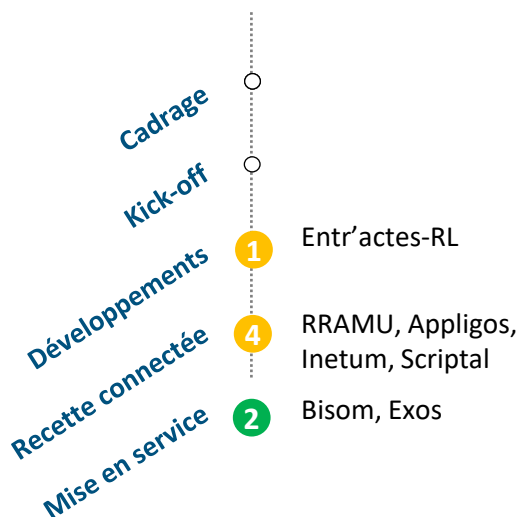 Cadrage
Kick-off
Développements
1
Entr’actes-RL
Recette connectée
4
RRAMU, Appligos,
Inetum, Scriptal
Mise en service
2
Bisom, Exos